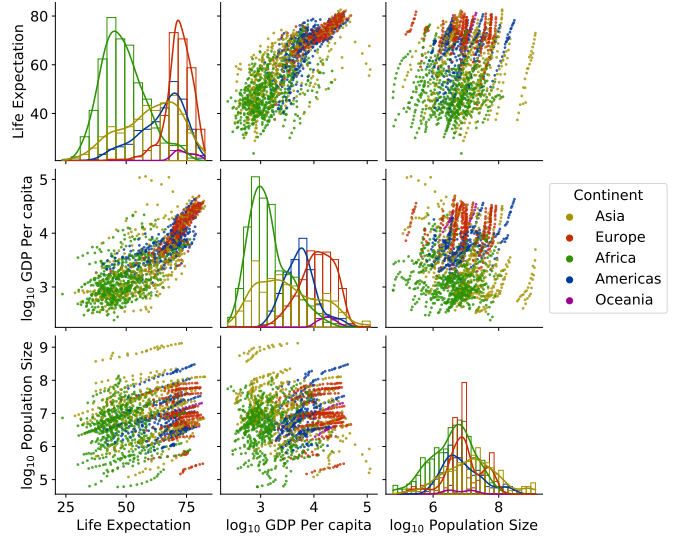 80
60
40
Life Expectation
5
4
3
log₁₀ GDP Per capita
Continent
Asia
Europe
Africa
Americas
Oceania
9
8
7
6
5
log₁₀ Population Size
25 50 75
Life Expectation
3 4 5
log₁₀ GDP Per capita
6 8
log₁₀ Population Size